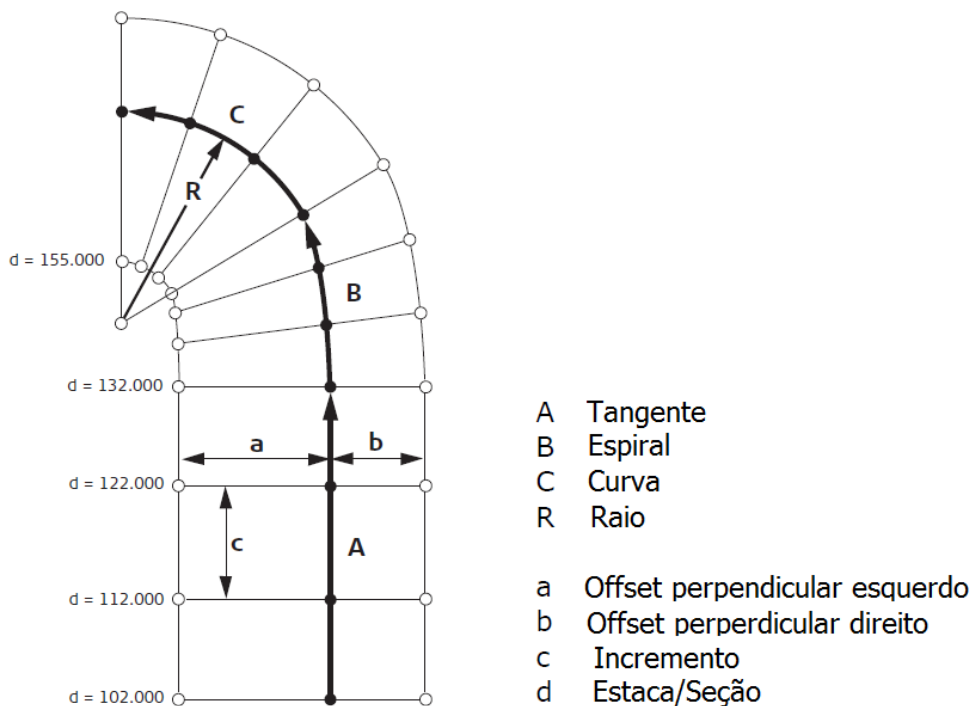 C
R
d = 155.000
B
d = 132.000
a
b
d = 122.000
c
A
d = 112.000
d = 102.000
A Tangente
B Espiral
C Curva
R Raio
a Offset perpendicular esquerdo
b Offset perperdicular direito
c Incremento
d Estaca/Seção